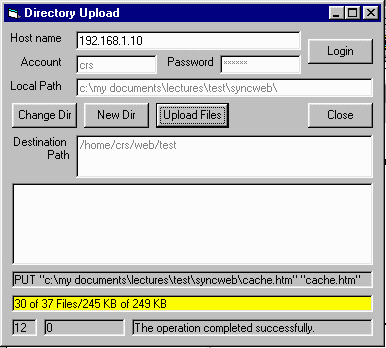 Directory Upload
Host name 192.168.1.10 Login
Account crs Password ******
Local Path c:\my documents\lectures\test\syncweb\
Change Dir New Dir Upload Files Close
Destination Path /home/crs/web/test
PUT "c:\my documents\lectures\test\syncweb\cache.htm" "cache.htm"
30 of 37 Files/245 KB of 249 KB
12 0 The operation completed successfully.